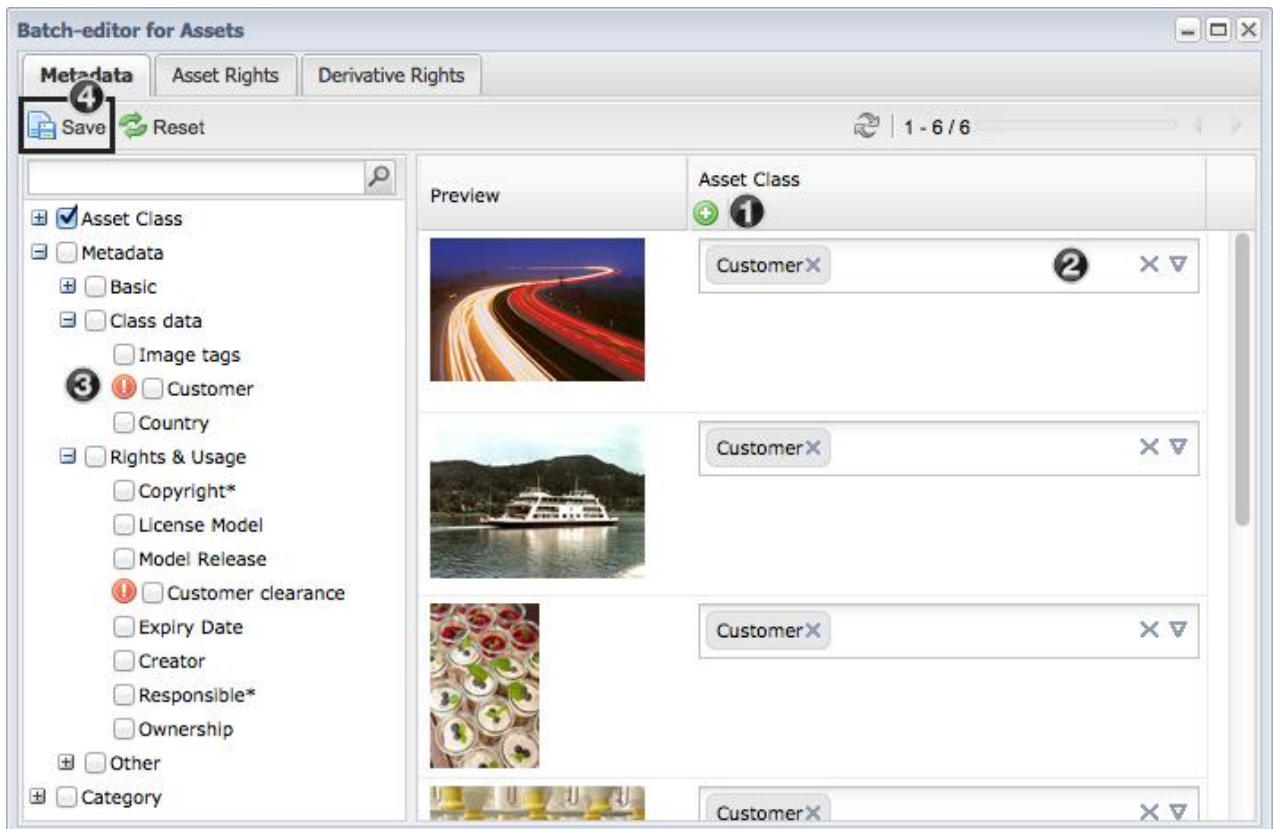 Batch-editor for Assets
Metadata Asset Rights Derivative Rights
4
Save Reset 1 - 6 / 6
Asset Class
Metadata
Basic
Class data
Image tags
3 Customer
Country
Rights & Usage
Copyright*
License Model
Model Release
Customer clearance
Expiry Date
Creator
Responsible*
Ownership
Other
Category
Preview
Asset Class
1
Customer 2
Customer
Customer
Customer